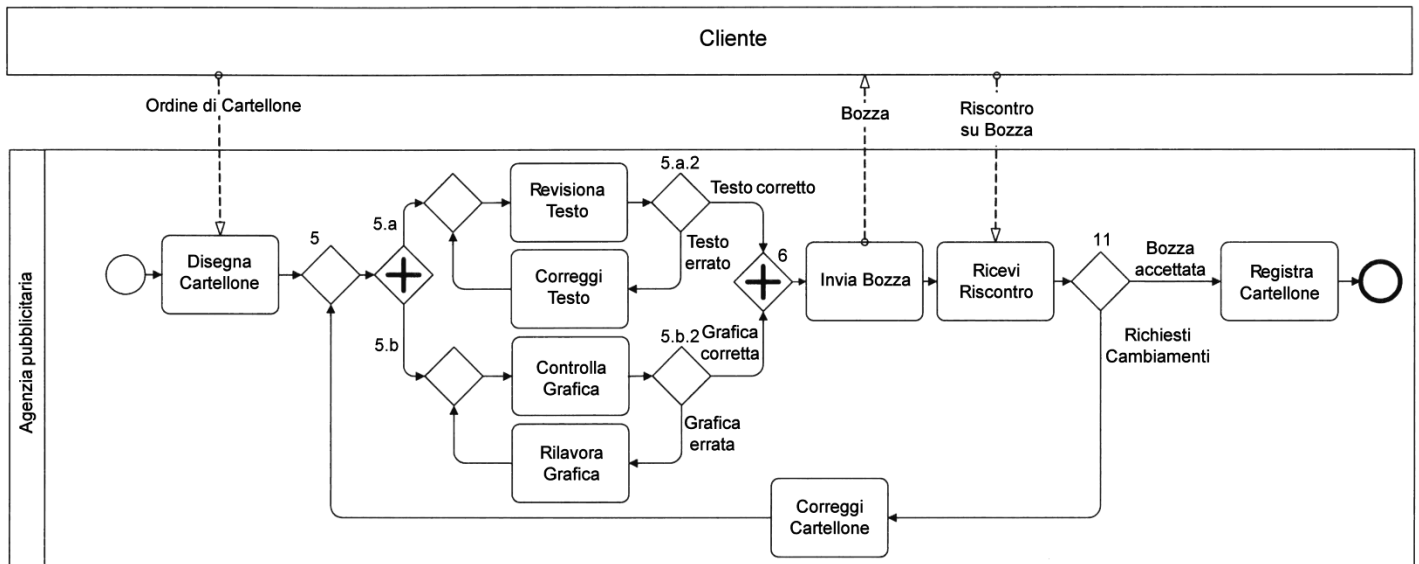 Cliente
Ordine di Cartellone
Bozza
Riscontro
su Bozza
Agenzia pubblicitaria
Disegna
Cartellone
5
5.a
5.b
Revisiona
Testo
5.a.2
Testo corretto
Testo
errato
Correggi
Testo
Controlla
Grafica
5.b.2
Grafica
corretta
Grafica
errata
Rilavora
Grafica
6
Invia Bozza
Ricevi
Riscontro
11
Bozza
accettata
Registra
Cartellone
Richiesti
Cambiamenti
Correggi
Cartellone